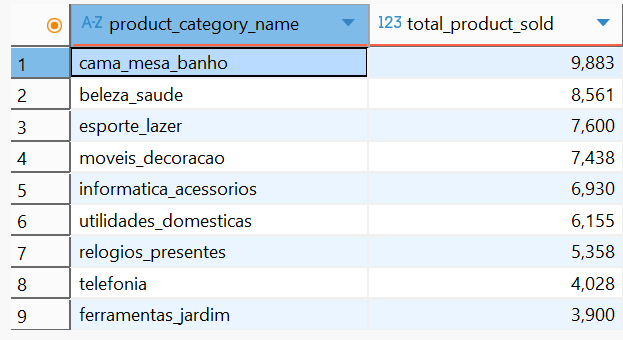 A-Z product_category_name 123 total_product_sold
1 cama_mesa_banho 9,883
2 beleza_saude 8,561
3 esporte_lazer 7,600
4 moveis_decoracao 7,438
5 informatica_acessorios 6,930
6 utilidades_domesticas 6,155
7 relogios_presentes 5,358
8 telefonia 4,028
9 ferramentas_jardim 3,900